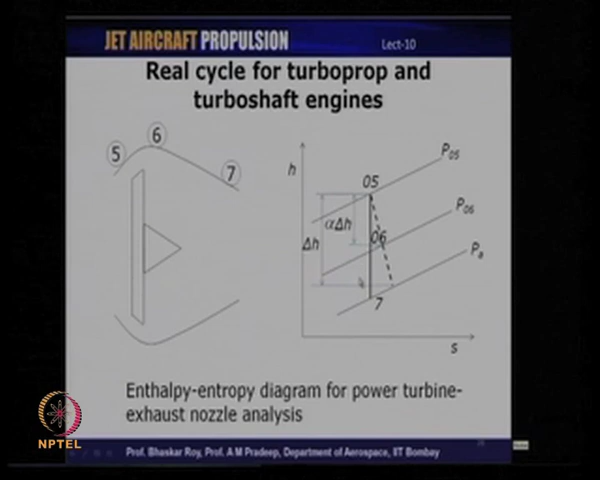 JET AIRCRAFT PROPULSION
Lect-10
Real cycle for turboprop and
turboshaft engines
5
6
7
h
P05
05
P06
αΔh
06
Δh
Pa
7
s
Enthalpy-entropy diagram for power turbine-
exhaust nozzle analysis
NPTEL
Prof. Bhaskar Roy, Prof. A M Pradeep, Department of Aerospace, IIT Bombay